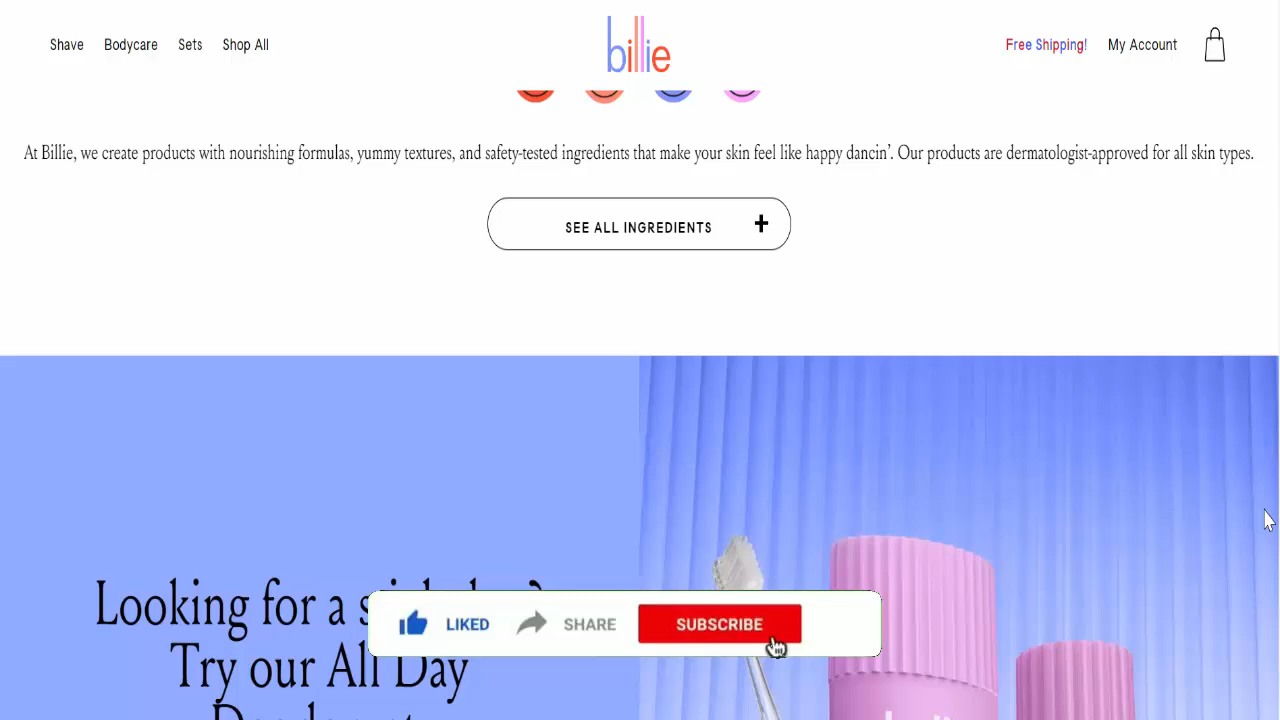 Shave Bodycare Sets Shop All billie Free Shipping! My Account
At Billie, we create products with nourishing formulas, yummy textures, and safety-tested ingredients that make your skin feel like happy dancin'. Our products are dermatologist-approved for all skin types.
SEE ALL INGREDIENTS +
Looking for a
LIKED SHARE SUBSCRIBE
Try our All Day